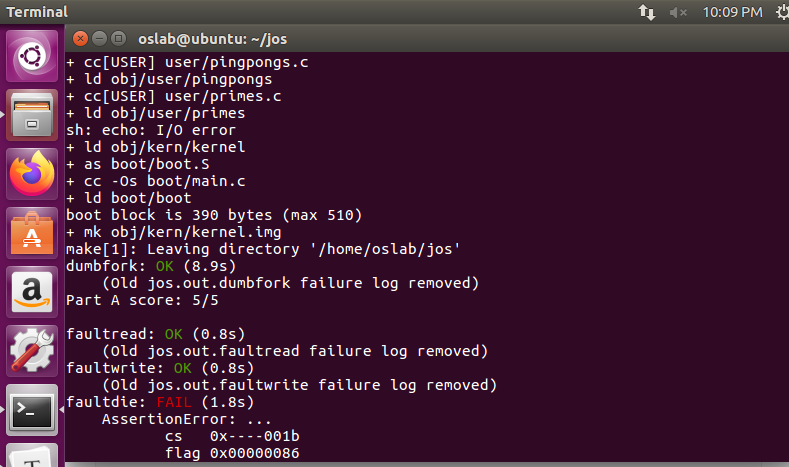 Terminal
10:09 PM
oslab@ubuntu: ~/jos
+ cc[USER] user/pingpongs.c
+ ld obj/user/pingpongs
+ cc[USER] user/primes.c
+ ld obj/user/primes
sh: echo: I/O error
+ ld obj/kern/kernel
+ as boot/boot.S
+ cc -Os boot/main.c
+ ld boot/boot
boot block is 390 bytes (max 510)
+ mk obj/kern/kernel.img
make[1]: Leaving directory '/home/oslab/jos'
dumbfork: OK (8.9s)
    (Old jos.out.dumbfork failure log removed)
Part A score: 5/5

faultread: OK (0.8s)
    (Old jos.out.faultread failure log removed)
faultwrite: OK (0.8s)
    (Old jos.out.faultwrite failure log removed)
faultdie: FAIL (1.8s)
    AssertionError: ...
           cs   0x----001b
           flag 0x00000086